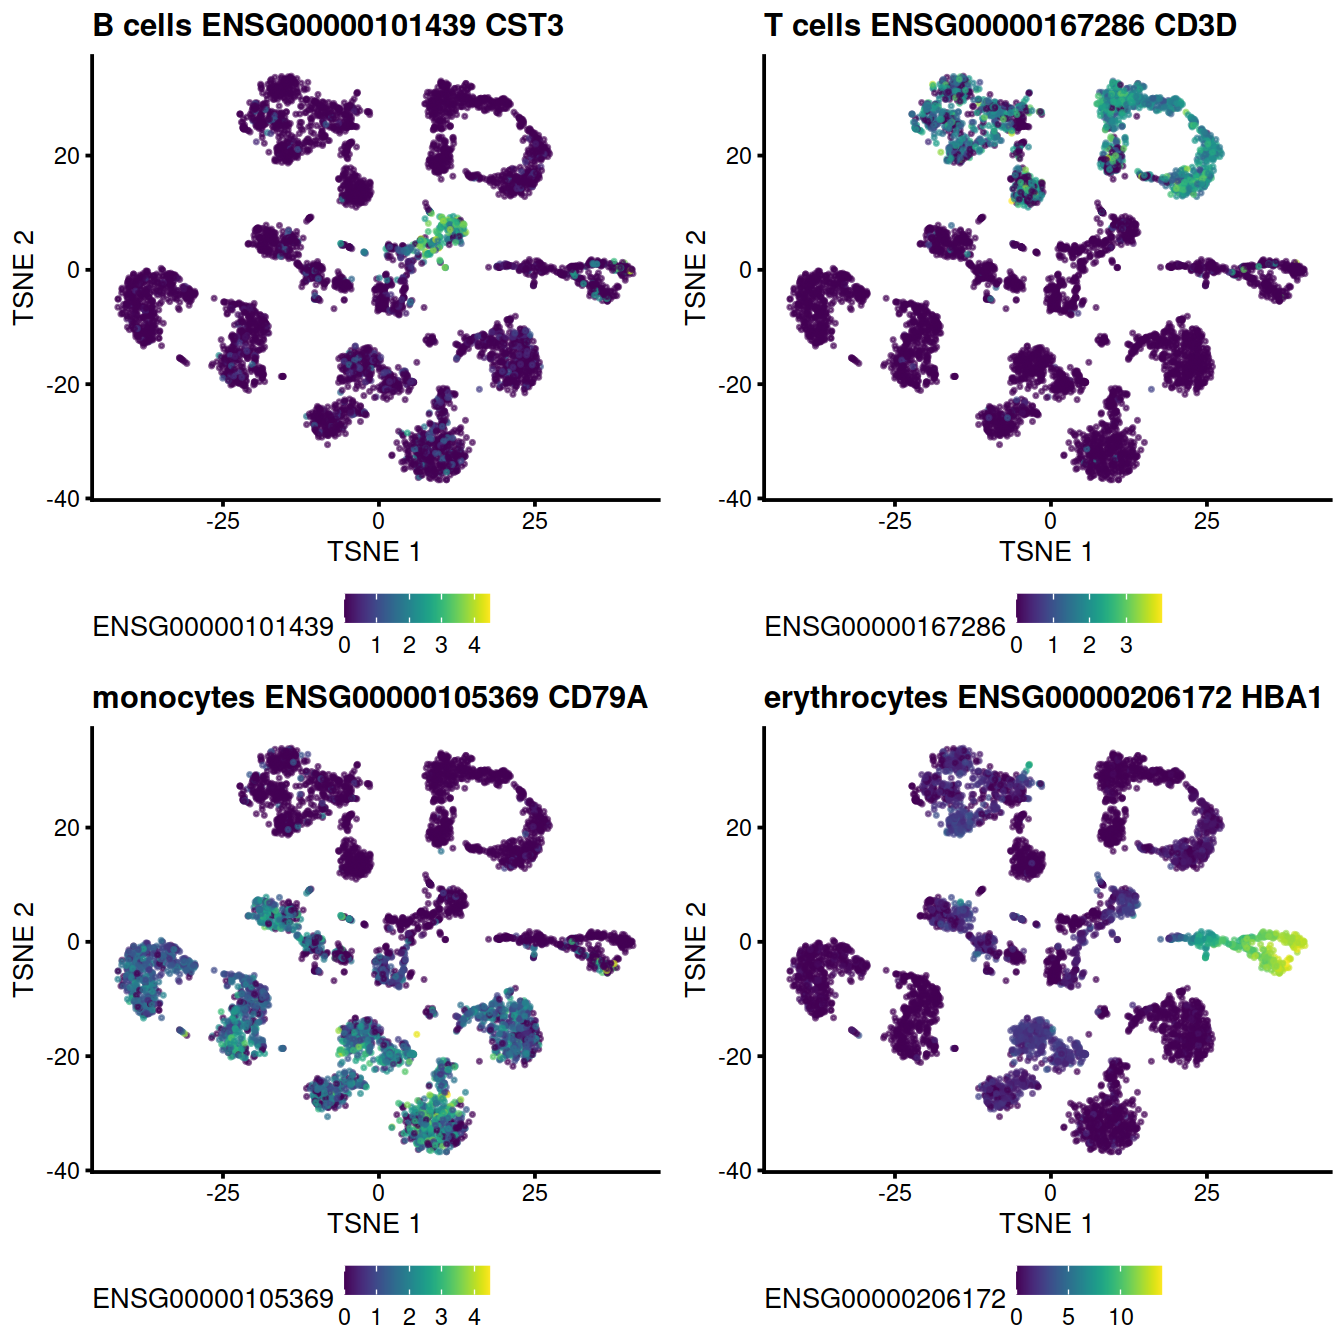 B cells ENSG00000101439 CST3
TSNE 2
20
0
-20
-40
-25 0 25
TSNE 1
ENSG00000101439
0 1 2 3 4
T cells ENSG00000167286 CD3D
TSNE 2
20
0
-20
-40
-25 0 25
TSNE 1
ENSG00000167286
0 1 2 3
monocytes ENSG00000105369 CD79A
TSNE 2
20
0
-20
-40
-25 0 25
TSNE 1
ENSG00000105369
0 1 2 3 4
erythrocytes ENSG00000206172 HBA1
TSNE 2
20
0
-20
-40
-25 0 25
TSNE 1
ENSG00000206172
0 5 10